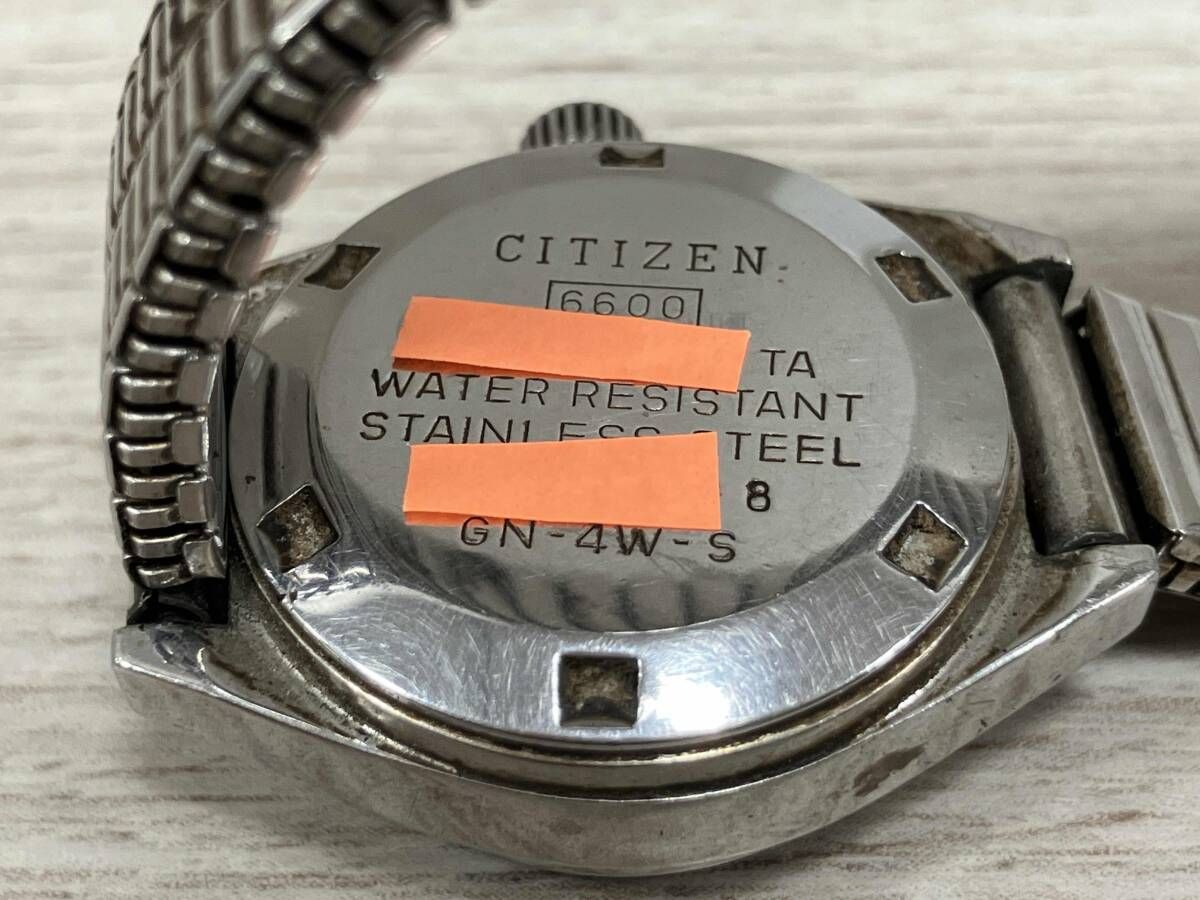 CITIZEN
6600
TA
WATER RESISTANT
STAINLESS STEEL
8
GN-4W-S